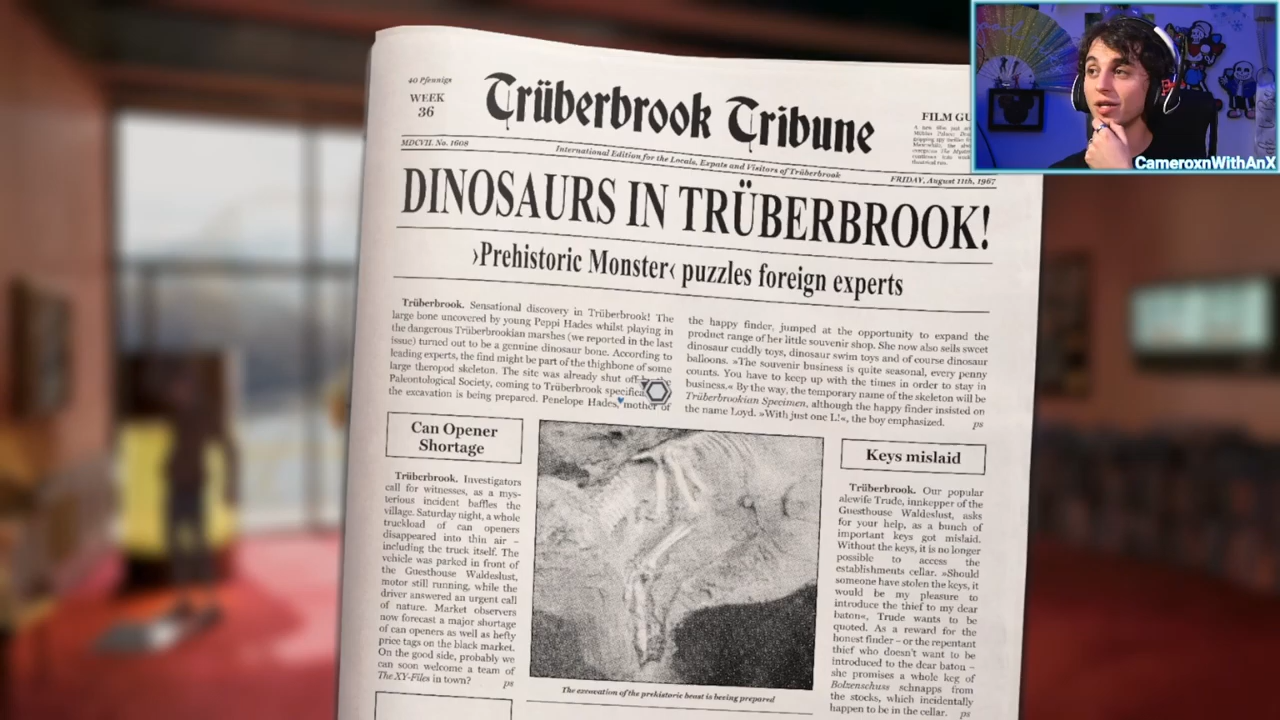 40 Pfennigs
WEEK
36
Trüberbrook Tribune
FILM GU
CameroxnWithAnX
MDCVII. No. 1608
International Edition for the Locals, Expats and Visitors of Trüberbrook
FRIDAY, August 11th, 1967
DINOSAURS IN TRÜBERBROOK!
›Prehistoric Monster‹ puzzles foreign experts
Trüberbrook. Sensational discovery in Trüberbrook! The
large bone uncovered by young Peppi Hades whilst playing in
the dangerous Trüberbrookian marshes (we reported in the last
issue) turned out to be a genuine dinosaur bone. According to
leading experts, the find might be part of the thighbone of some
large theropod skeleton. The site was already shut off
Paleontological Society, coming to Trüberbrook
the excavation is being prepared. Penelope Hades, mother of
the happy finder, jumped at the opportunity to expand the
product range of her little souvenir shop. She now also sells sweet
dinosaur cuddly toys, dinosaur swim toys and of course dinosaur
balloons. »The souvenir business is quite seasonal, every penny
counts. You have to keep up with the times in order to stay in
business.« By the way, the temporary name of the skeleton will be
Trüberbrookian Specimen, although the happy finder insisted on
the name Loyd. »With just one L!«, the boy emphasized.
ps
Can Opener
Shortage
Trüberbrook. Investigators
call for witnesses, as a mys-
terious incident baffles the
village. Saturday night, a whole
truckload of can openers
disappeared into thin air –
including the truck itself. The
vehicle was parked in front of
the Guesthouse Waldeslust,
motor still running, while the
driver answered an urgent call
of nature. Market observers
now forecast a major shortage
of can openers as well as hefty
price tags on the black market.
On the good side, probably we
can soon welcome a team of
The XY-Files in town?
ps
The excavation of the prehistoric beast is being prepared
Keys mislaid
Trüberbrook. Our popular
alewife Trude, innkeeper of the
Guesthouse Waldeslust, asks
for your help, as a bunch of
important keys got mislaid.
Without the keys, it is no longer
possible to access the
establishments cellar. »Should
someone have stolen the keys, it
would be my pleasure to
introduce the thief to my dear
baton«, Trude wants to be
quoted. As a reward for the
honest finder – or the repentant
thief who doesn't want to be
introduced to the dear baton –
she promises a whole keg of
Bolzenschuss schnapps from
the stocks, which incidentally
happen to be in the cellar.
ps